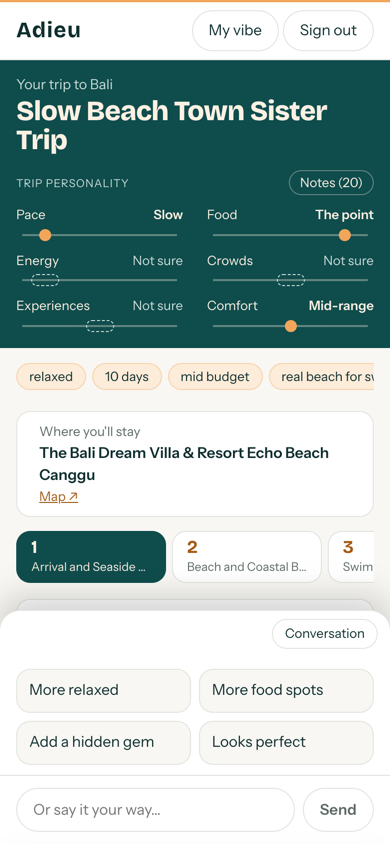 Adieu
My vibe
Sign out
Your trip to Bali
Slow Beach Town Sister
Trip
TRIP PERSONALITY
Notes (20)
Pace
Slow
Food
The point
Energy
Not sure
Crowds
Not sure
Experiences
Not sure
Comfort
Mid-range
relaxed
10 days
mid budget
real beach for sw
Where you'll stay
The Bali Dream Villa & Resort Echo Beach
Canggu
Map ↗
1
Arrival and Seaside ...
2
Beach and Coastal B...
3
Swim
Conversation
More relaxed
More food spots
Add a hidden gem
Looks perfect
Or say it your way...
Send